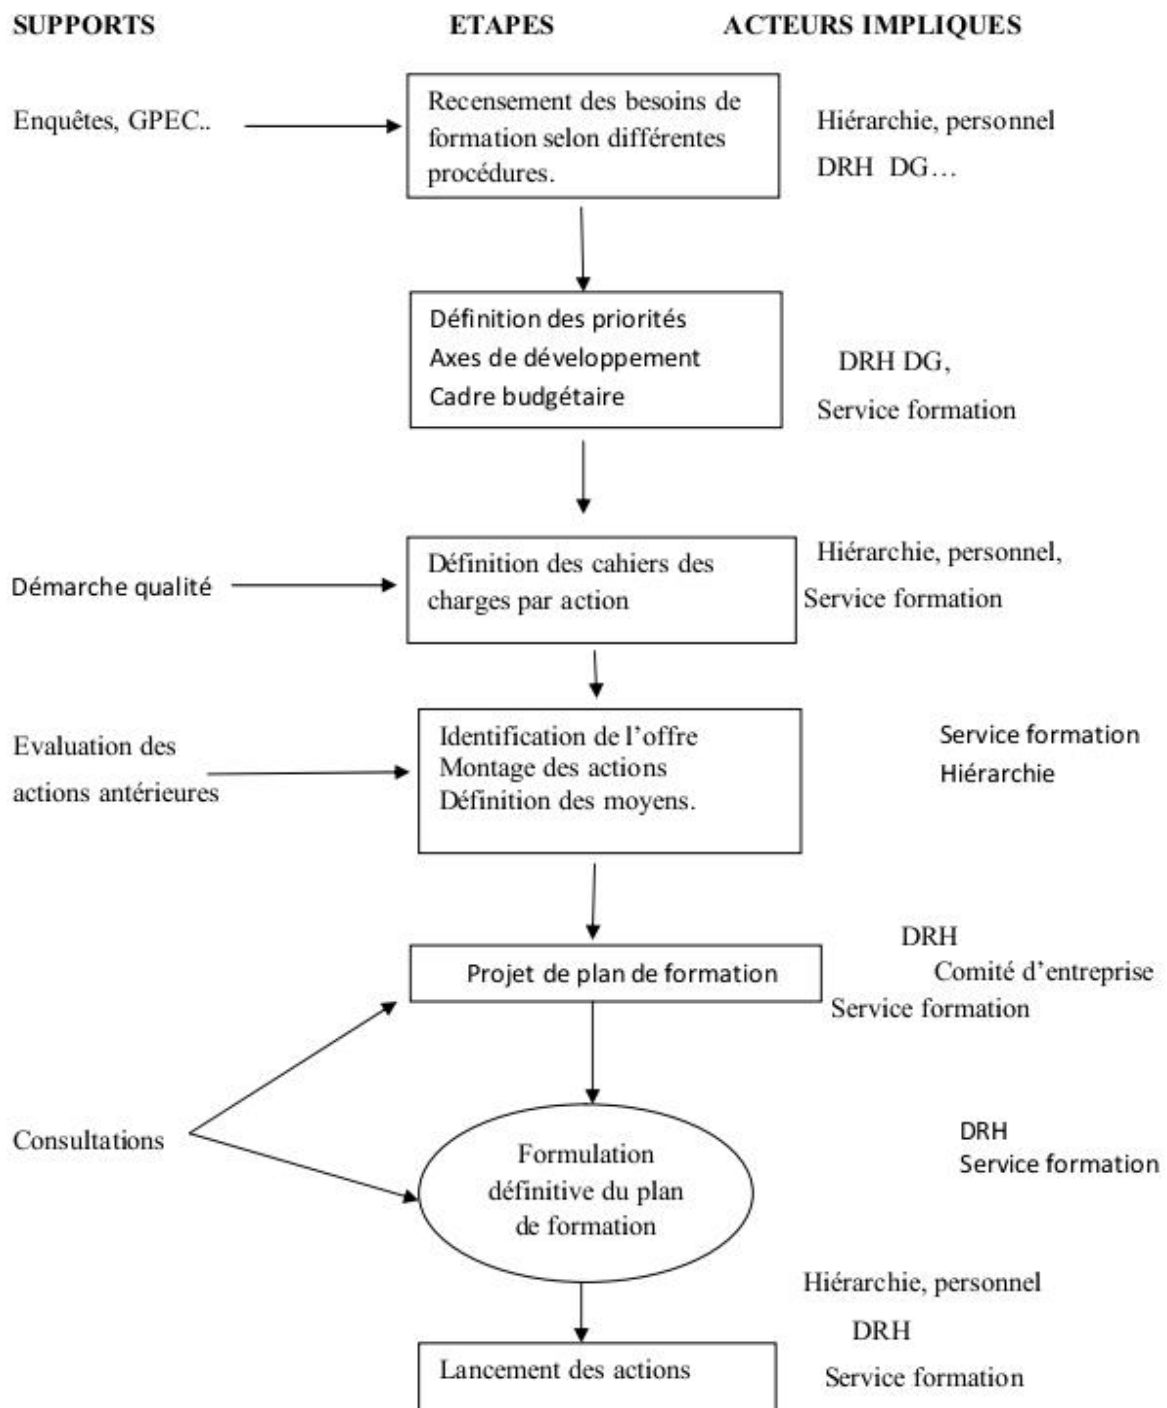 SUPPORTS ETAPES ACTEURS IMPLIQUES
Enquêtes, GPEC..
Recensement des besoins de
formation selon différentes
procédures.
Hiérarchie, personnel
DRH DG…
Définition des priorités
Axes de développement
Cadre budgétaire
DRH DG,
Service formation
Démarche qualité
Définition des cahiers des
charges par action
Hiérarchie, personnel,
Service formation
Evaluation des
actions antérieures
Identification de l’offre
Montage des actions
Définition des moyens.
Service formation
Hiérarchie
Projet de plan de formation
DRH
Comité d’entreprise
Service formation
Consultations
Formulation
définitive du plan
de formation
DRH
Service formation
Lancement des actions
Hiérarchie, personnel
DRH
Service formation